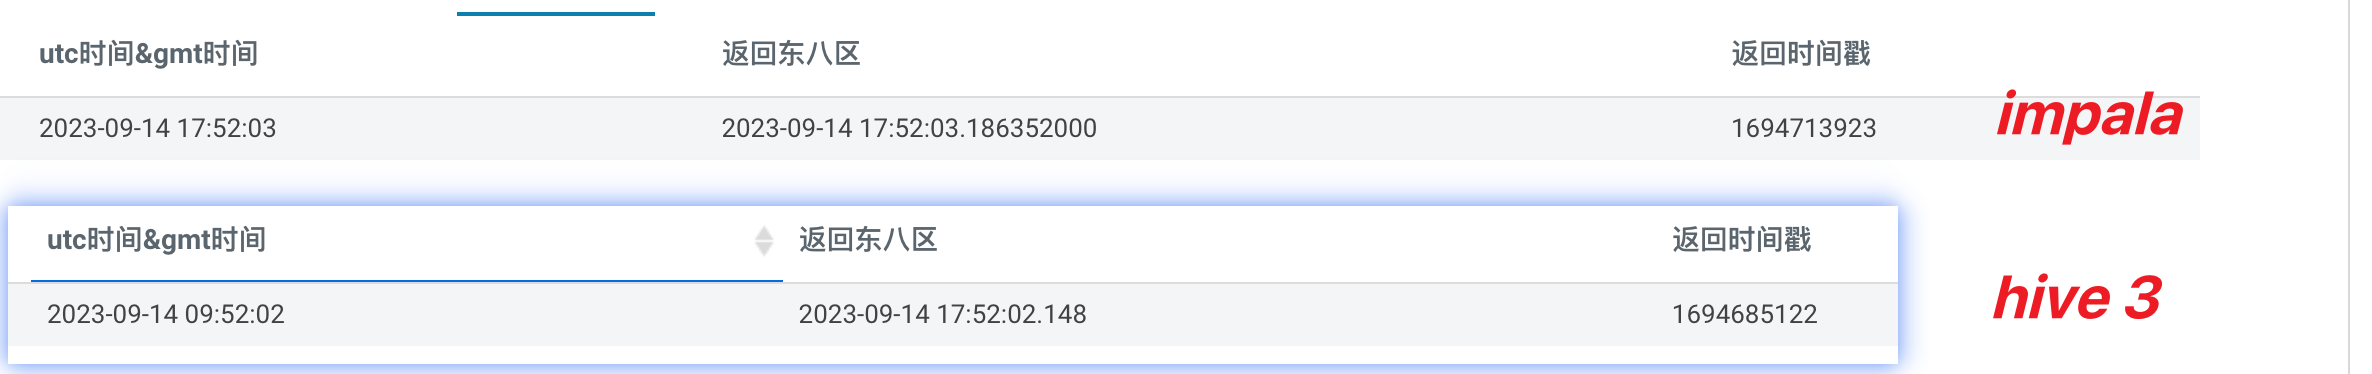 utc时间&gmt时间 返回东八区 返回时间戳
2023-09-14 17:52:03 2023-09-14 17:52:03.186352000 1694713923 impala
utc时间&gmt时间 返回东八区 返回时间戳
2023-09-14 09:52:02 2023-09-14 17:52:02.148 1694685122 hive 3